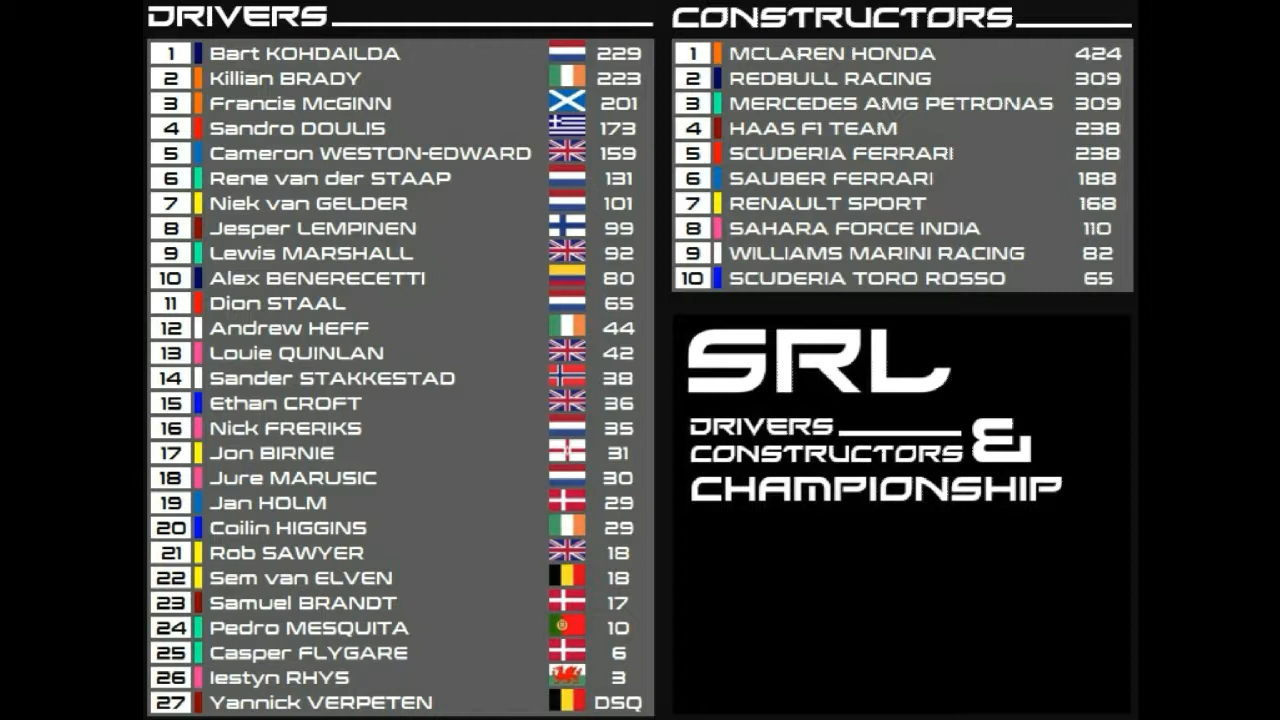 DRIVERS
1 Bart KOHDAILDA 229
2 Killian BRADY 223
3 Francis McGINN 201
4 Sandro DOULIS 173
5 Cameron WESTON-EDWARD 159
6 Rene van der STAAP 131
7 Niek van GELDER 101
8 Jesper LEMPINEN 99
9 Lewis MARSHALL 92
10 Alex BENERECETTI 80
11 Dion STAAL 65
12 Andrew HEFF 44
13 Louie QUINLAN 42
14 Sander STAKKESTAD 38
15 Ethan CROFT 36
16 Nick FRERIKS 35
17 Jon BIRNIE 31
18 Jure MARUSIC 30
19 Jan HOLM 29
20 Coilin HIGGINS 29
21 Rob SAWYER 18
22 Sem van ELVEN 18
23 Samuel BRANDT 17
24 Pedro MESQUITA 10
25 Casper FLYGARE 6
26 Iestyn RHYS 3
27 Yannick VERPETEN DSQ
CONSTRUCTORS
1 MCLAREN HONDA 424
2 REDBULL RACING 309
3 MERCEDES AMG PETRONAS 309
4 HAAS F1 TEAM 238
5 SCUDERIA FERRARI 238
6 SAUBER FERRARI 188
7 RENAULT SPORT 168
8 SAHARA FORCE INDIA 110
9 WILLIAMS MARINI RACING 82
10 SCUDERIA TORO ROSSO 65
SRL
DRIVERS &
CONSTRUCTORS
CHAMPIONSHIP